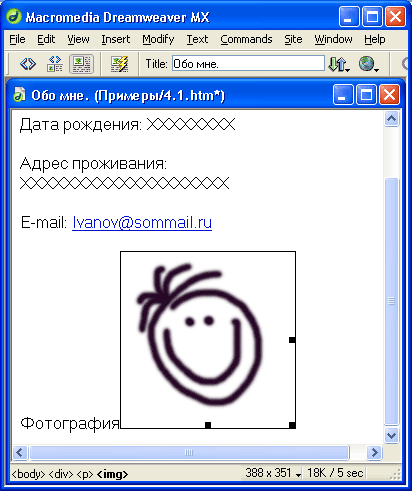 Macromedia Dreamweaver MX
File Edit View Insert Modify Text Commands Site Window Help
Title: Обо мне.
Обо мне. (Примеры/4.1.htm*)
Дата рождения: XXXXXXXXX
Адрес проживания:
XXXXXXXXXXXXXXXXXXXXX
E-mail: Ivanov@sommail.ru
Фотография
<body> <div> <p> <img> 388 x 351 18K / 5 sec